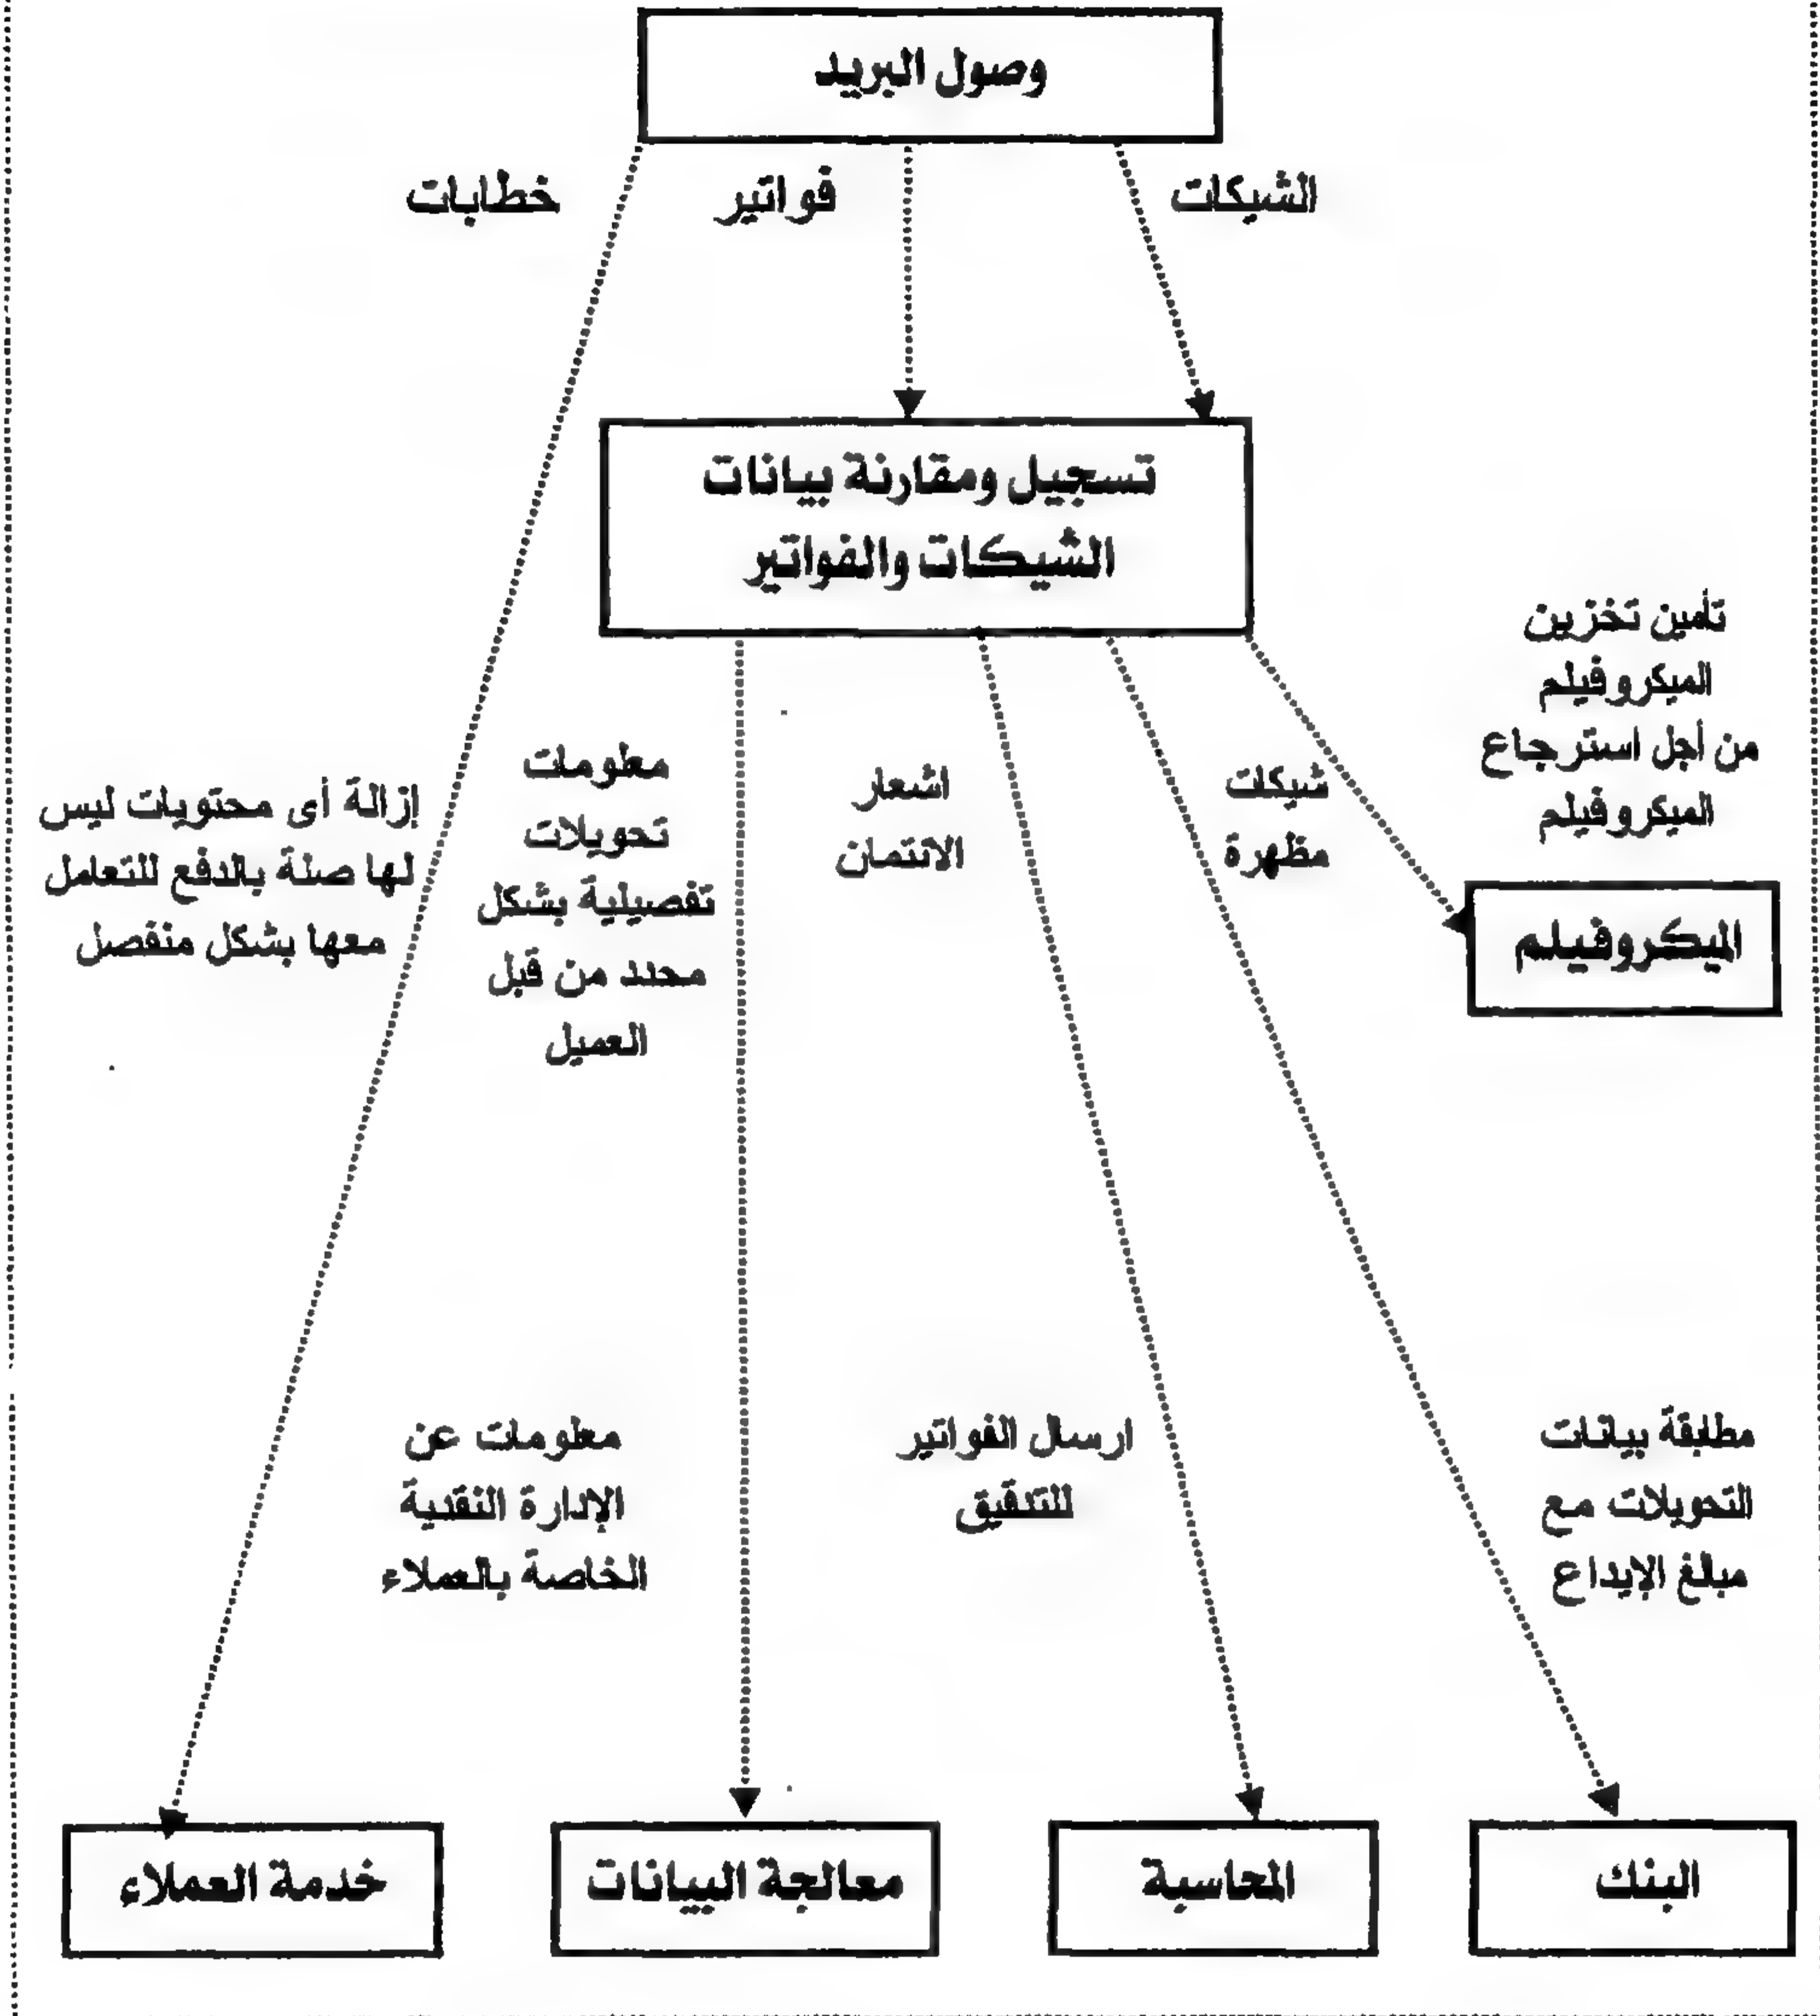 وصول البريد
الشيكات
فواتير
خطابات
تسجيل ومقارنة بيانات
الشيكات والفواتير
تأمين تخزين
الميكروفيلم
من أجل استرجاع
الميكروفيلم
شيكات
مظهرة
اشعار
الائتمان
معلومات
تحويلات
تفصيلية بشكل
محدد من قبل
العميل
إزالة أى محتويات ليس
لها صلة بالدفع للتعامل
معها بشكل منفصل
الميكروفيلم
مطابقة بيانات
التحويلات مع
مبلغ الإيداع
ارسال الفواتير
للتدقيق
معلومات عن
الإدارة النقدية
الخاصة بالعملاء
البنك
المحاسبة
معالجة البيانات
خدمة العملاء